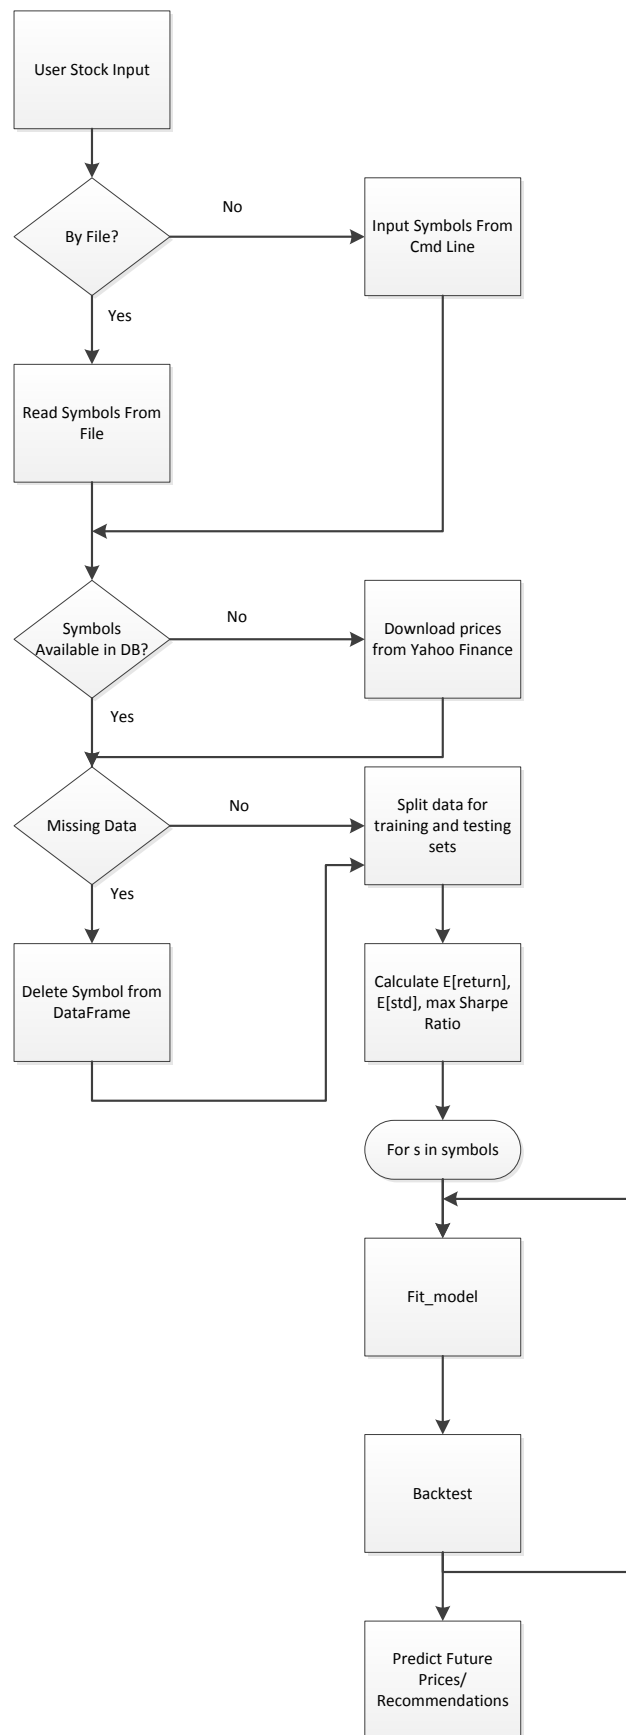 User Stock Input
By File?
No
Input Symbols From
Cmd Line
Yes
Read Symbols From
File
Symbols
Available in DB?
No
Download prices
from Yahoo Finance
Yes
Missing Data
No
Split data for
training and testing
sets
Yes
Delete Symbol from
DataFrame
Calculate E[return],
E[std], max Sharpe
Ratio
For s in symbols
Fit_model
Backtest
Predict Future
Prices/
Recommendations